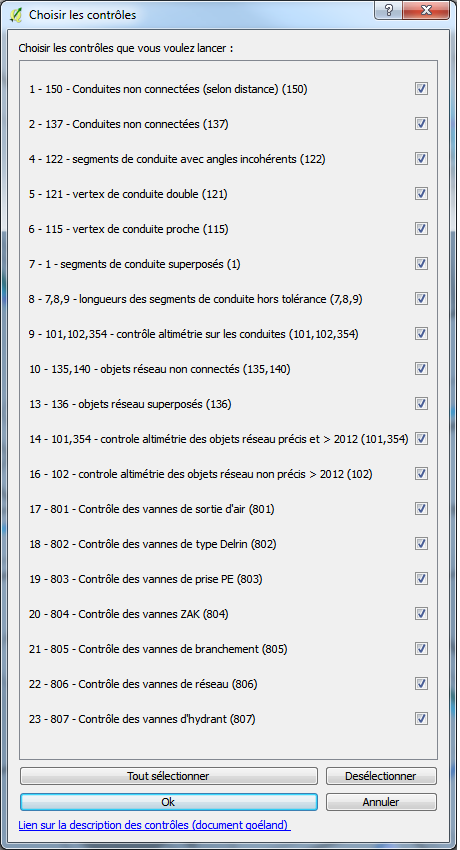 Choisir les contrôles
?
Choisir les contrôles que vous voulez lancer :
1 - 150 - Conduites non connectées (selon distance) (150)
2 - 137 - Conduites non connectées (137)
4 - 122 - segments de conduite avec angles incohérents (122)
5 - 121 - vertex de conduite double (121)
6 - 115 - vertex de conduite proche (115)
7 - 1 - segments de conduite superposés (1)
8 - 7,8,9 - longueurs des segments de conduite hors tolérance (7,8,9)
9 - 101,102,354 - contrôle altimétrie sur les conduites (101,102,354)
10 - 135,140 - objets réseau non connectés (135,140)
13 - 136 - objets réseau superposés (136)
14 - 101,354 - controle altimétrie des objets réseau précis et > 2012 (101,354)
16 - 102 - controle altimétrie des objets réseau non précis > 2012 (102)
17 - 801 - Contrôle des vannes de sortie d'air (801)
18 - 802 - Contrôle des vannes de type Delrin (802)
19 - 803 - Contrôle des vannes de prise PE (803)
20 - 804 - Contrôle des vannes ZAK (804)
21 - 805 - Contrôle des vannes de branchement (805)
22 - 806 - Contrôle des vannes de réseau (806)
23 - 807 - Contrôle des vannes d'hydrant (807)
Tout sélectionner Desélectionner
Ok Annuler
Lien sur la description des contrôles (document goéland)